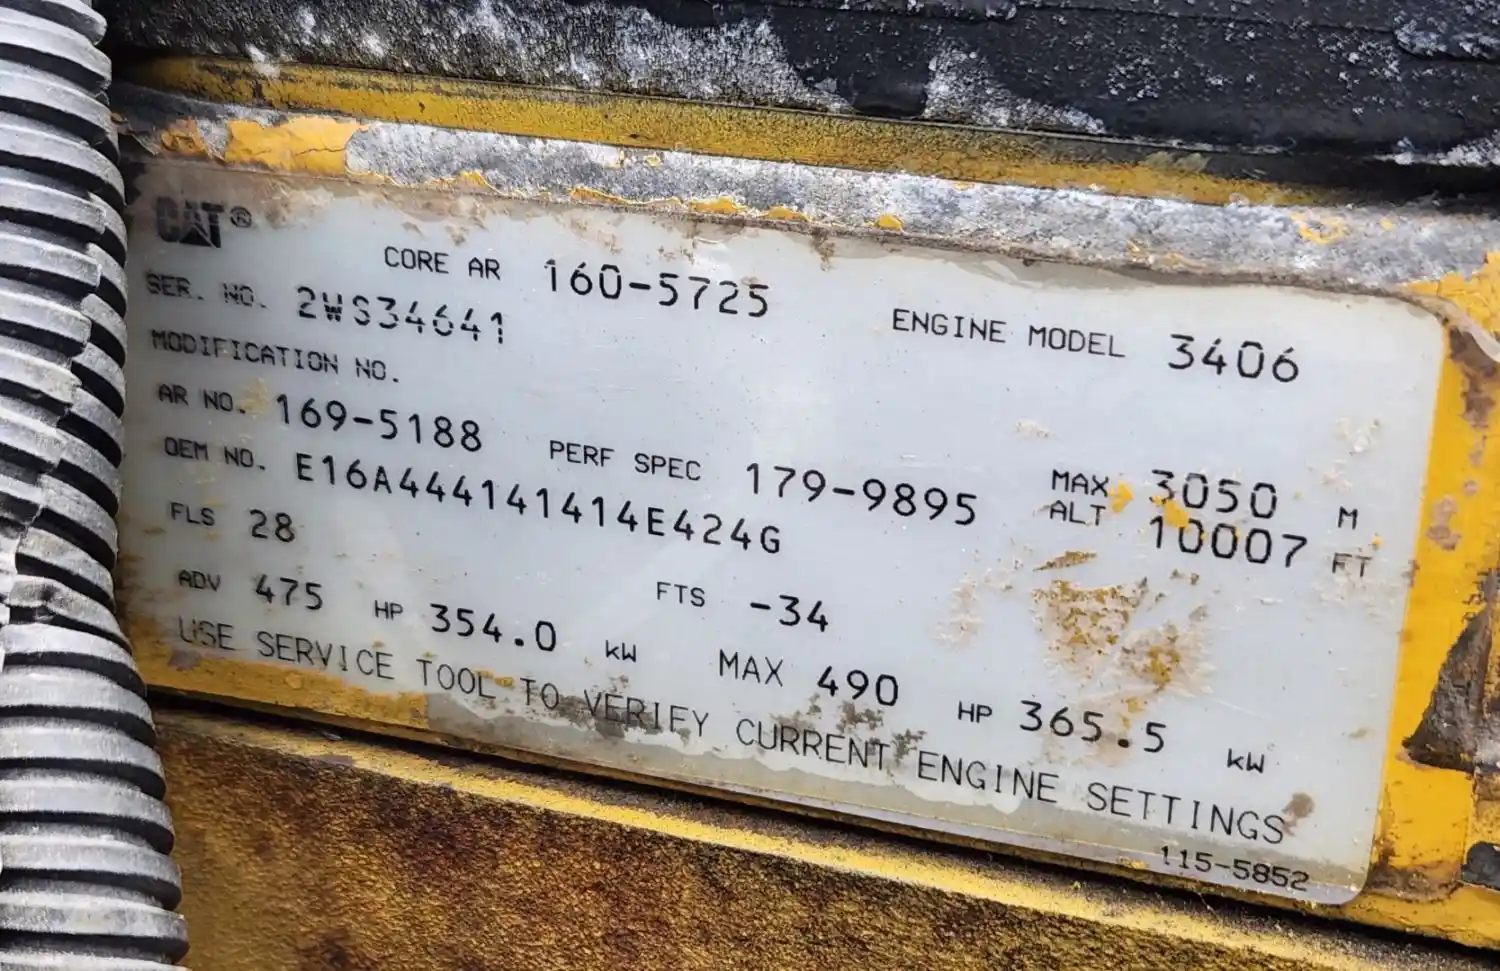 CAT®
CORE AR 160-5725
SER. NO. 2WS34641 ENGINE MODEL 3406
MODIFICATION NO.
AR NO. 169-5188 PERF SPEC 179-9895 MAX 3050 M
OEM NO. E16A444141414E424G ALT 10007 FT
FLS 28 FTS -34
ADV 475 HP 354.0 kW MAX 490 HP 365.5 kW
USE SERVICE TOOL TO VERIFY CURRENT ENGINE SETTINGS
115-5852